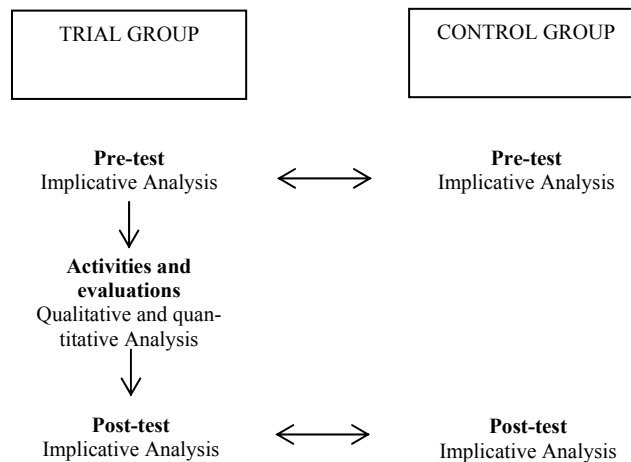 TRIAL GROUP
CONTROL GROUP
Pre-test
Implicative Analysis
Pre-test
Implicative Analysis
Activities and
evaluations
Qualitative and quan-
titative Analysis
Post-test
Implicative Analysis
Post-test
Implicative Analysis